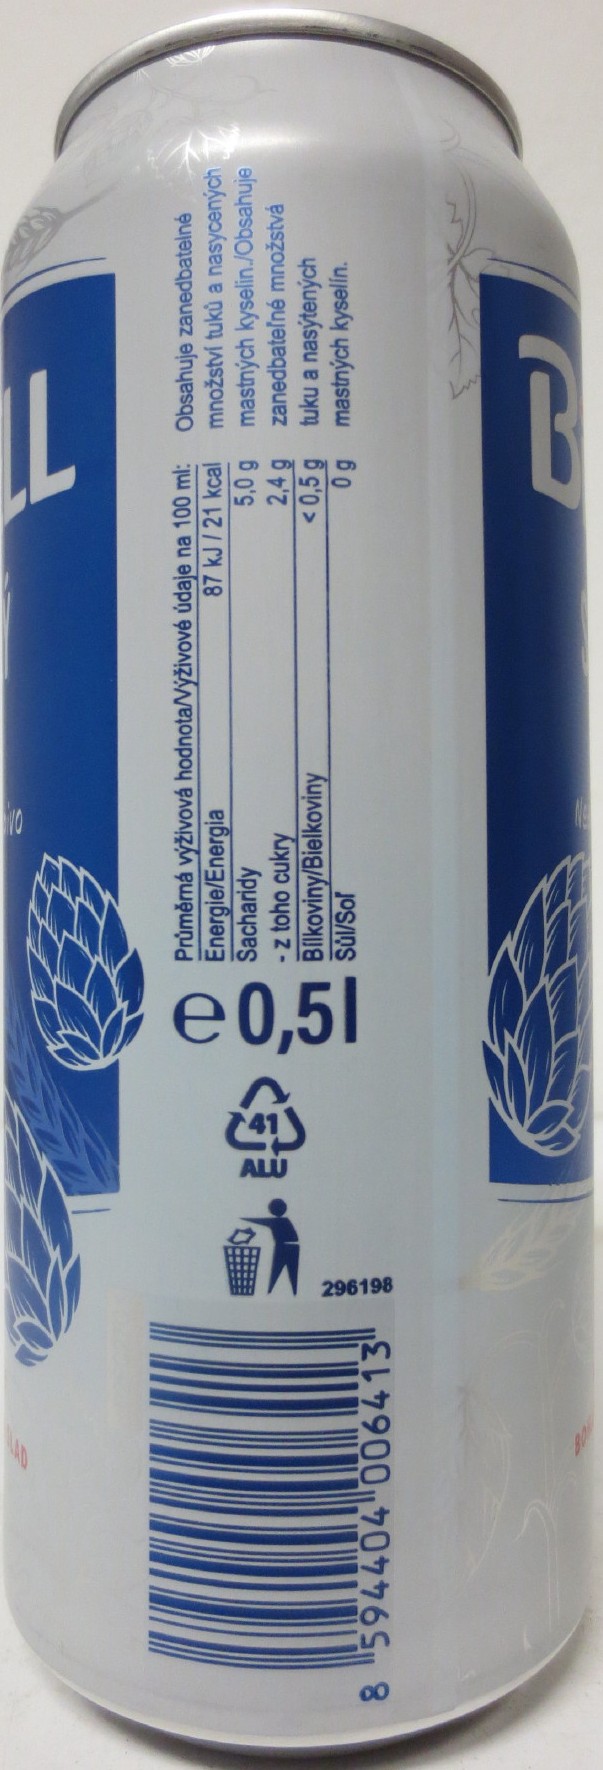 LL
Ý
pivo
Průměrná výživová hodnota/Výživové údaje na 100 ml:
Energie/Energia 87 kJ / 21 kcal
Sacharidy 5,0 g
- z toho cukry 2,4 g
Bílkoviny/Bielkoviny < 0,5 g
Sůl/Soľ 0 g
Obsahuje zanedbatelné
množství tuků a nasycených
mastných kyselin./Obsahuje
zanedbateľné množstvá
tuku a nasýtených
mastných kyselín.
e 0,5l
41
ALU
296198
8 594404 006413
B